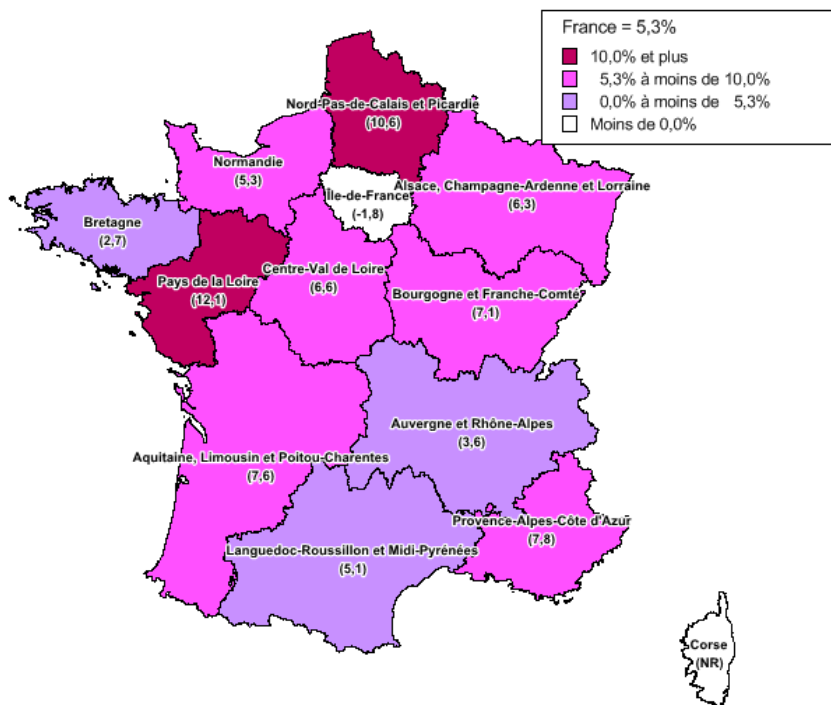 France = 5,3%
10,0% et plus
5,3% à moins de 10,0%
0,0% à moins de 5,3%
Moins de 0,0%
Nord-Pas-de-Calais et Picardie
(10,6)
Normandie
(5,3)
Île-de-France
(-1,8)
Alsace, Champagne-Ardenne et Lorraine
(6,3)
Bretagne
(2,7)
Pays de la Loire
(12,1)
Centre-Val de Loire
(6,6)
Bourgogne et Franche-Comté
(7,1)
Auvergne et Rhône-Alpes
(3,6)
Aquitaine, Limousin et Poitou-Charentes
(7,6)
Provence-Alpes-Côte d'Azur
(7,8)
Languedoc-Roussillon et Midi-Pyrénées
(5,1)
Corse
(NR)